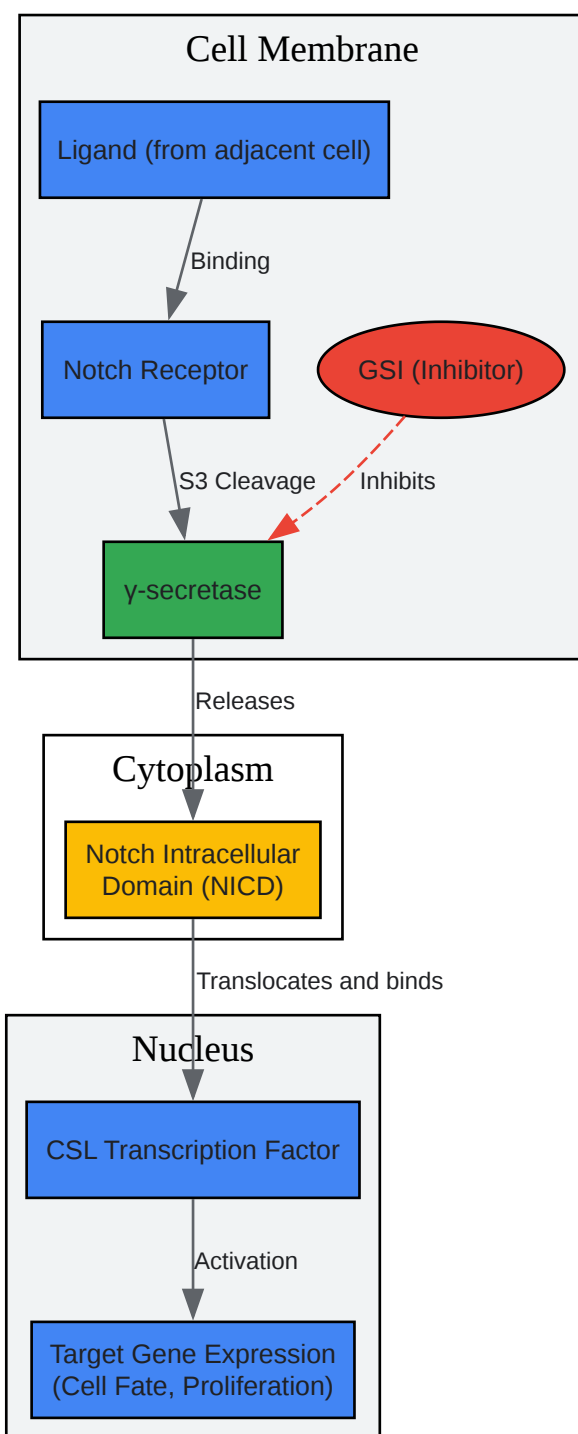 Cell Membrane
Ligand (from adjacent cell)
Binding
Notch Receptor
GSI (Inhibitor)
S3 Cleavage
Inhibits
γ-secretase
Releases
Cytoplasm
Notch Intracellular
Domain (NICD)
Translocates and binds
Nucleus
CSL Transcription Factor
Activation
Target Gene Expression
(Cell Fate, Proliferation)